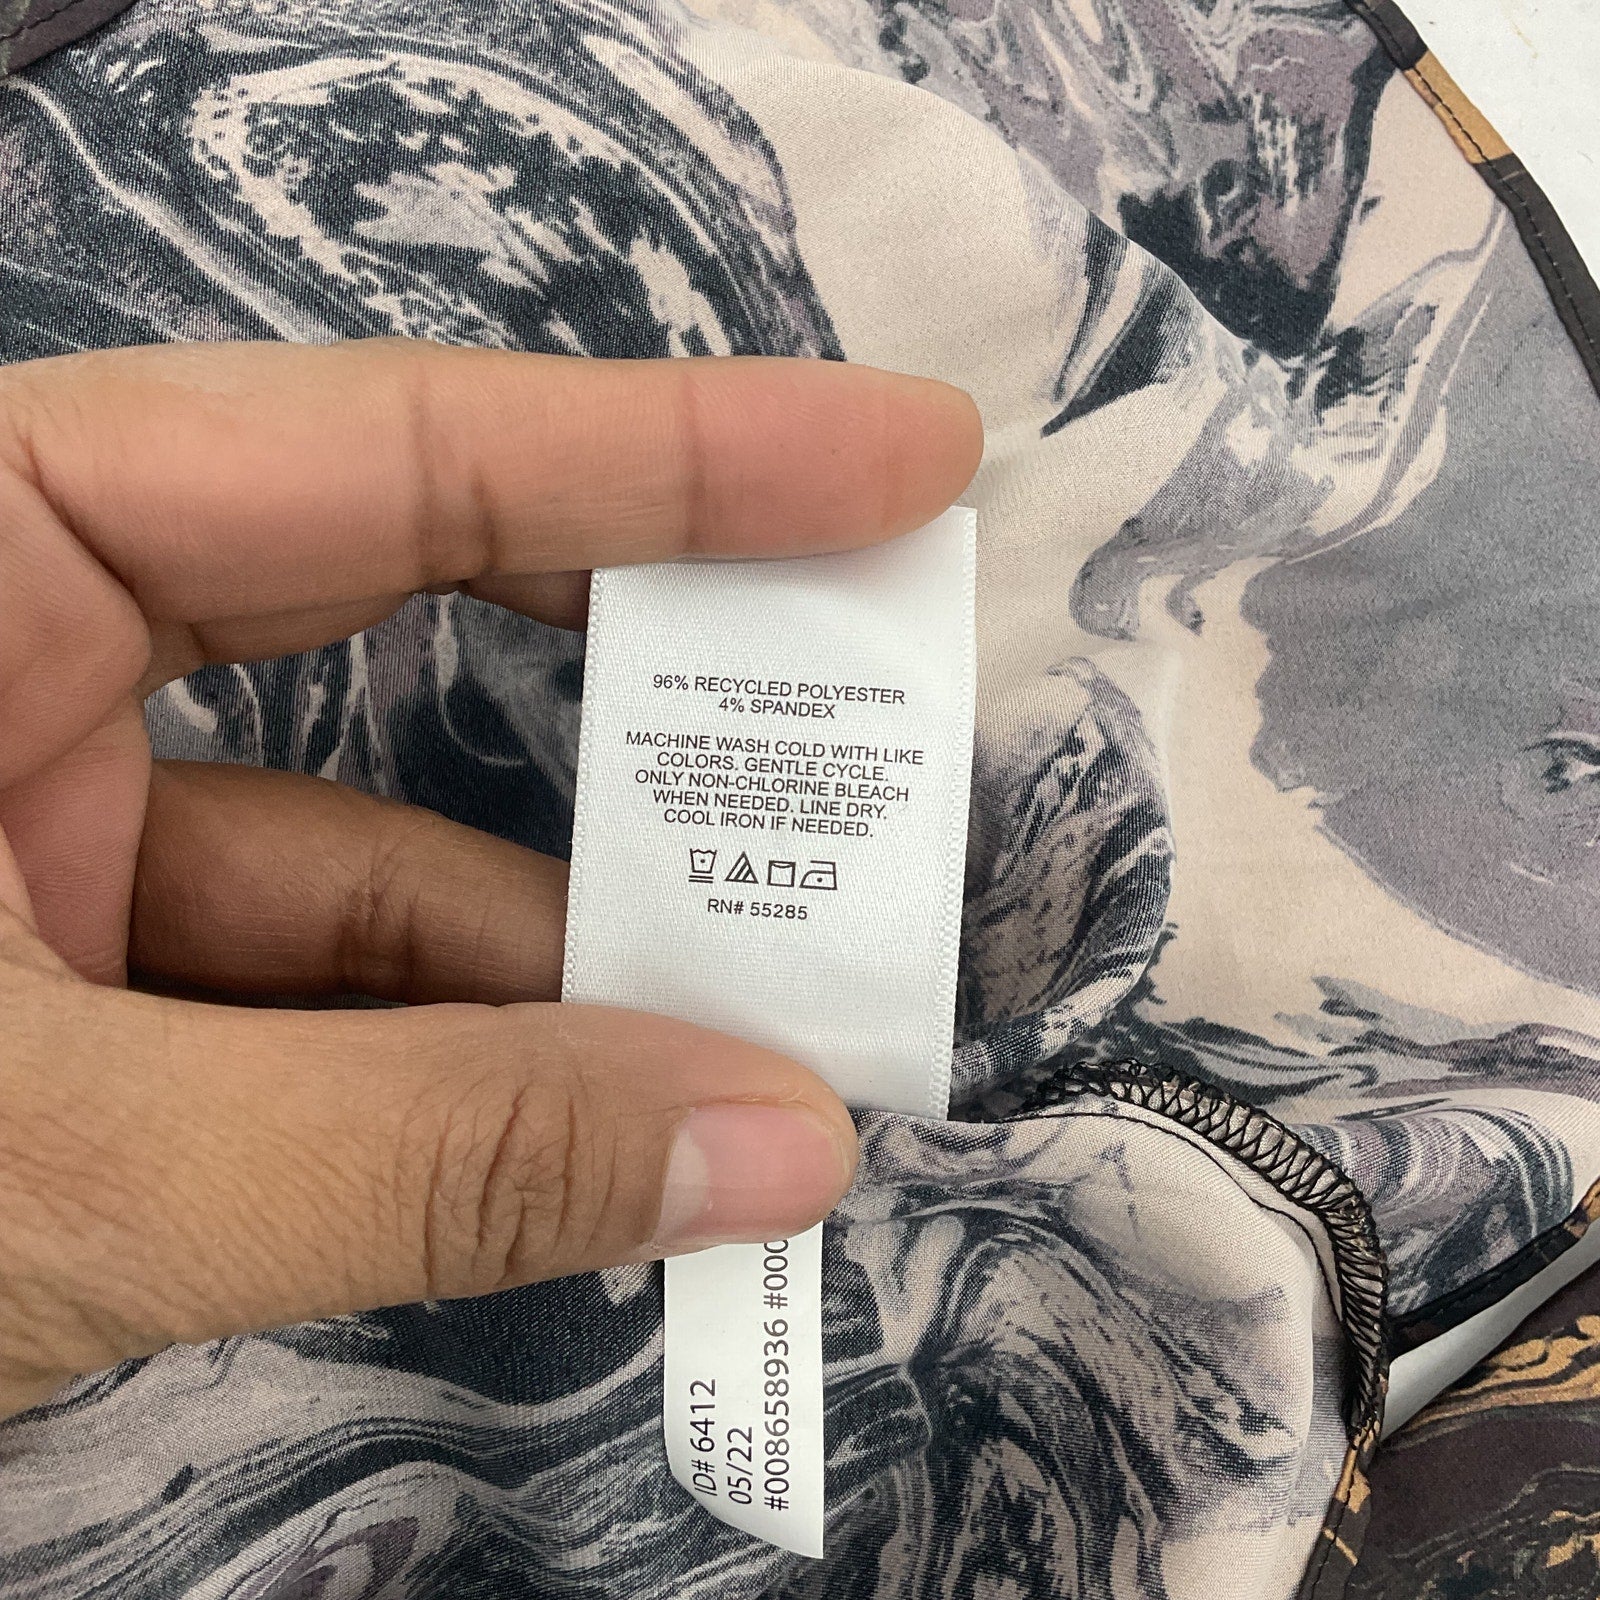 96% RECYCLED POLYESTER
4% SPANDEX
MACHINE WASH COLD WITH LIKE
COLORS. GENTLE CYCLE.
ONLY NON-CHLORINE BLEACH
WHEN NEEDED. LINE DRY.
COOL IRON IF NEEDED.
RN# 55285
ID# 6412
05/22
#008658936 #000